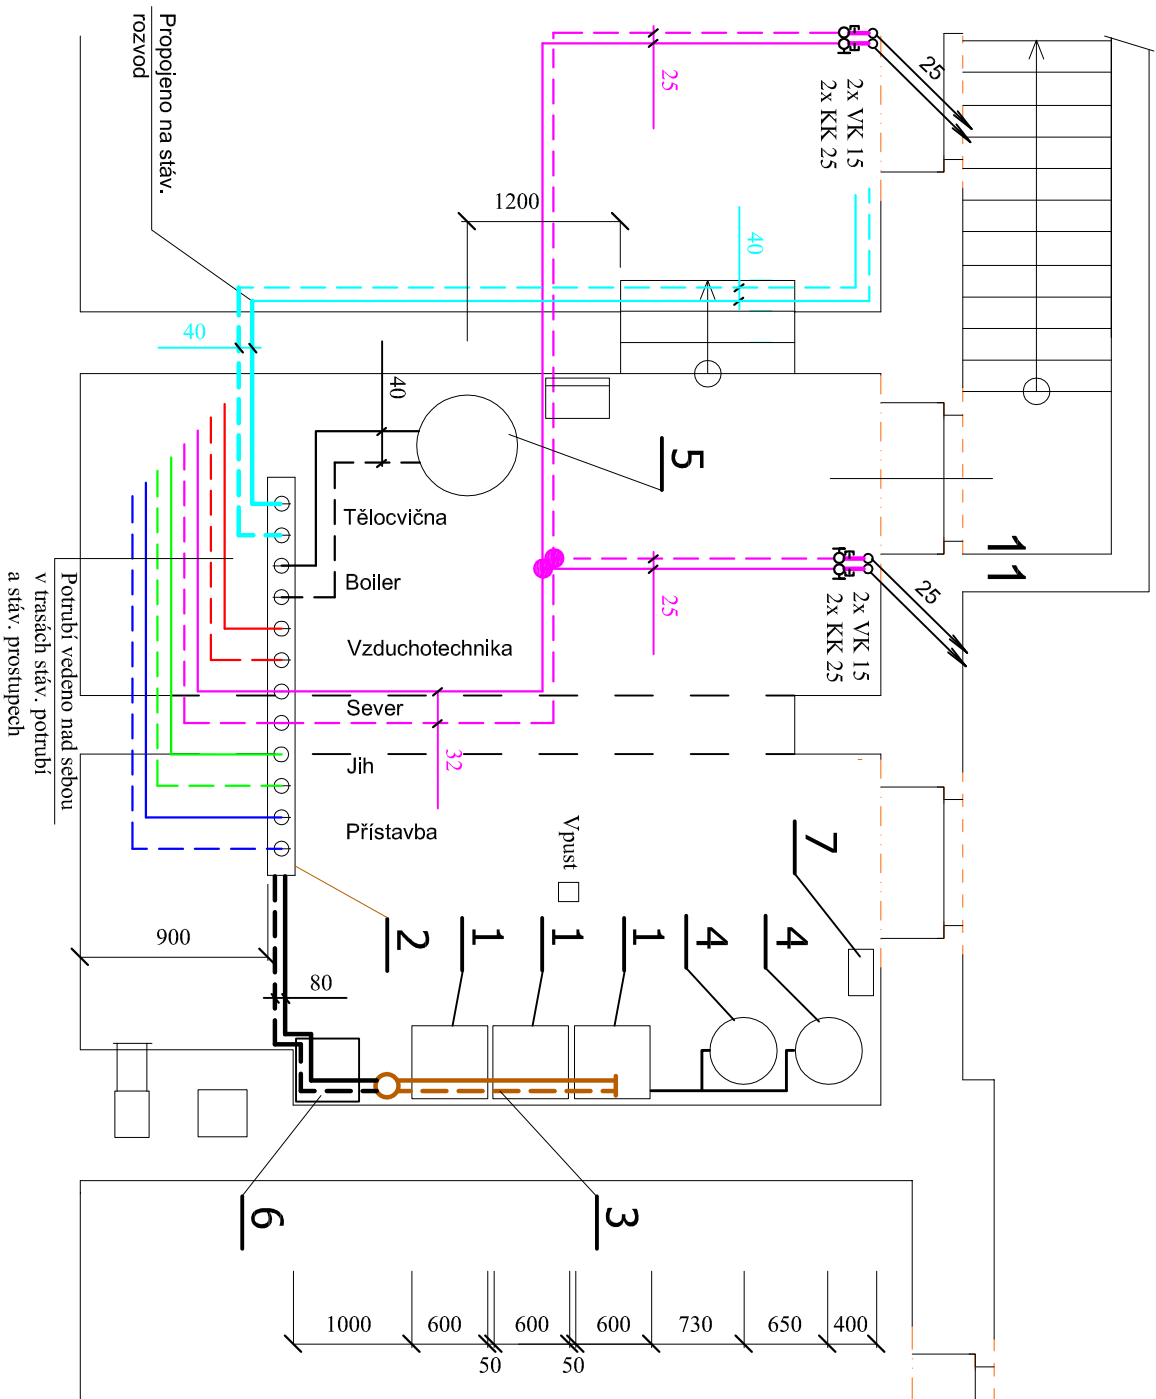 Propojeno na stáv.
rozvod
25
2x VK 15
2x KK 25
25
1200
40
40
40
5
Tělocvična
Boiler
Vzduchotechnika
Sever
Jih
Přístavba
25
2x VK 15
2x KK 25
25
11
32
Potrubí vedeno nad sebou
v trasách stáv. potrubí
a stáv. prostupech
Vpust
7
900
80
2
1
1
1
4
4
6
3
1000
600
50
600
50
600
730
650
400